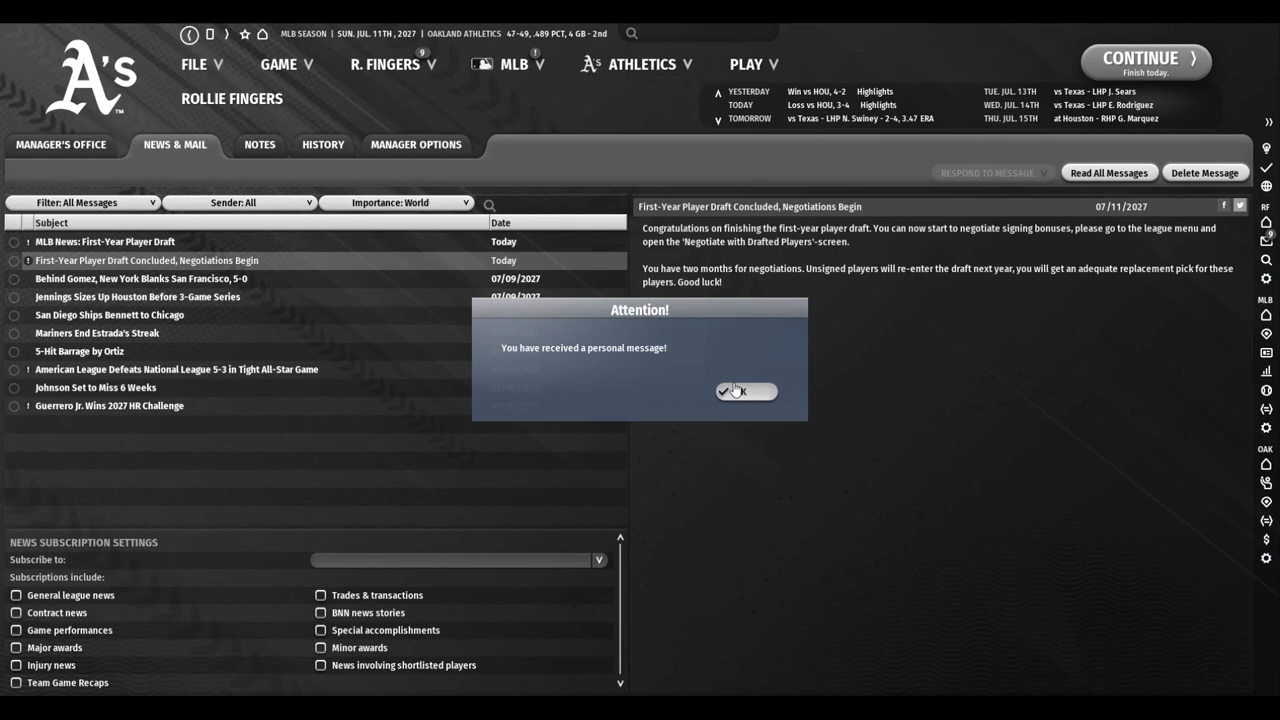 MLB SEASON | SUN. JUL. 11TH , 2027 | OAKLAND ATHLETICS 47-49, .489 PCT, 4 GB - 2nd
FILE GAME R. FINGERS 9 MLB ! ATHLETICS PLAY
CONTINUE
Finish today.
A's
ROLLIE FINGERS
YESTERDAY Win vs HOU, 4-2 Highlights TUE. JUL. 13TH vs Texas - LHP J. Sears
TODAY Loss vs HOU, 3-4 Highlights WED. JUL. 14TH vs Texas - LHP E. Rodriguez
TOMORROW vs Texas - LHP N. Swiney - 2-4, 3.47 ERA THU. JUL. 15TH at Houston - RHP G. Marquez
MANAGER'S OFFICE NEWS & MAIL NOTES HISTORY MANAGER OPTIONS
RESPOND TO MESSAGE Read All Messages Delete Message
Filter: All Messages Sender: All Importance: World
Subject Date
! MLB News: First-Year Player Draft Today
! First-Year Player Draft Concluded, Negotiations Begin Today
Behind Gomez, New York Blanks San Francisco, 5-0 07/09/2027
Jennings Sizes Up Houston Before 3-Game Series 07/09/2027
San Diego Ships Bennett to Chicago
Mariners End Estrada's Streak
5-Hit Barrage by Ortiz
! American League Defeats National League 5-3 in Tight All-Star Game
Johnson Set to Miss 6 Weeks
! Guerrero Jr. Wins 2027 HR Challenge
First-Year Player Draft Concluded, Negotiations Begin 07/11/2027
Congratulations on finishing the first-year player draft. You can now start to negotiate signing bonuses, please go to the league menu and
open the 'Negotiate with Drafted Players'-screen.
You have two months for negotiations. Unsigned players will re-enter the draft next year, you will get an adequate replacement pick for these
players. Good luck!
Attention!
You have received a personal message!
NEWS SUBSCRIPTION SETTINGS
Subscribe to:
Subscriptions include:
General league news Trades & transactions
Contract news BNN news stories
Game performances Special accomplishments
Major awards Minor awards
Injury news News involving shortlisted players
Team Game Recaps
RF
9
MLB
OAK